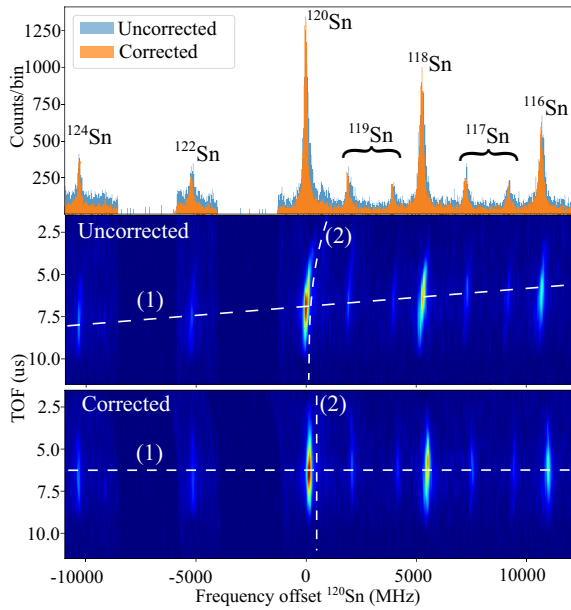 Uncorrected
Corrected
¹²⁰Sn
¹¹⁸Sn
¹¹⁶Sn
¹²⁴Sn
¹²²Sn
¹¹⁹Sn
¹¹⁷Sn
Counts/bin
1250
1000
750
500
250
Uncorrected
(1)
(2)
2.5
5.0
7.5
10.0
TOF (us)
Corrected
(1)
(2)
2.5
5.0
7.5
10.0
-10000 -5000 0 5000 10000
Frequency offset ¹²⁰Sn (MHz)